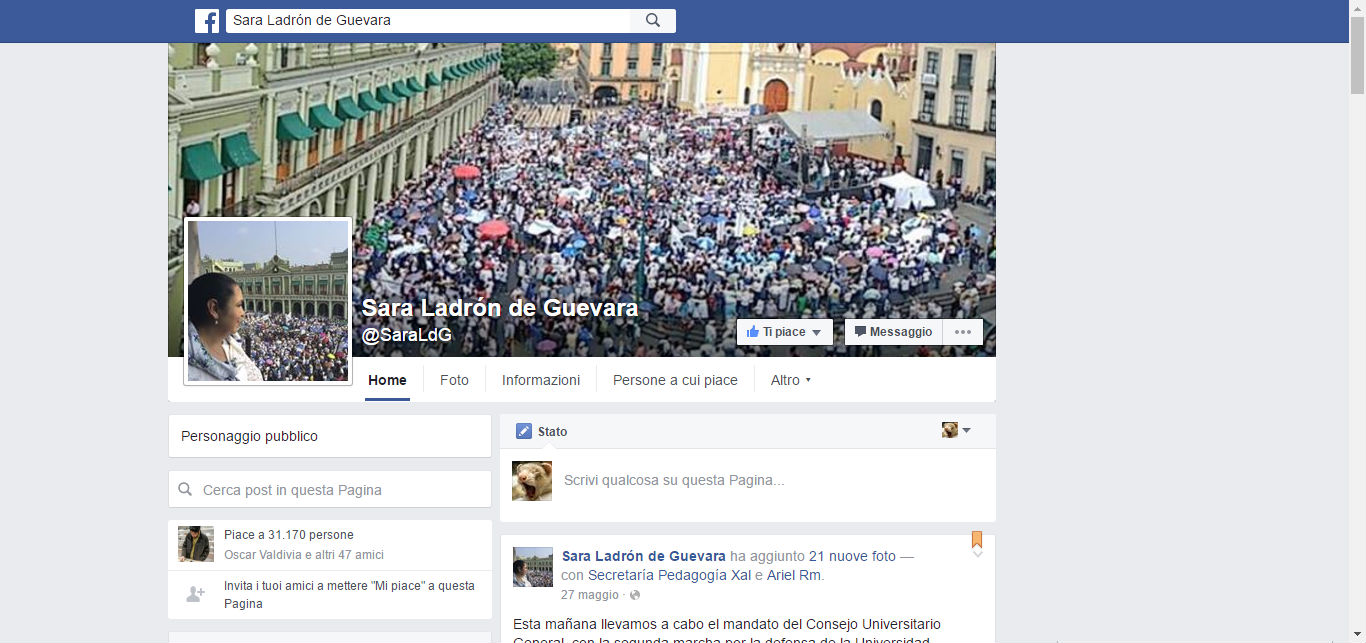 Sara Ladrón de Guevara
Sara Ladrón de Guevara
@SaraLdG
Ti piace
Messaggio
Home
Foto
Informazioni
Persone a cui piace
Altro
Personaggio pubblico
Cerca post in questa Pagina
Piace a 31.170 persone
Oscar Valdivia e altri 47 amici
Invita i tuoi amici a mettere "Mi piace" a questa
Pagina
Stato
Scrivi qualcosa su questa Pagina...
Sara Ladrón de Guevara ha aggiunto 21 nuove foto —
con Secretaría Pedagogía Xal e Ariel Rm.
27 maggio ·
Esta mañana llevamos a cabo el mandato del Consejo Universitario
General, con la segunda marcha por la defensa de la Universidad